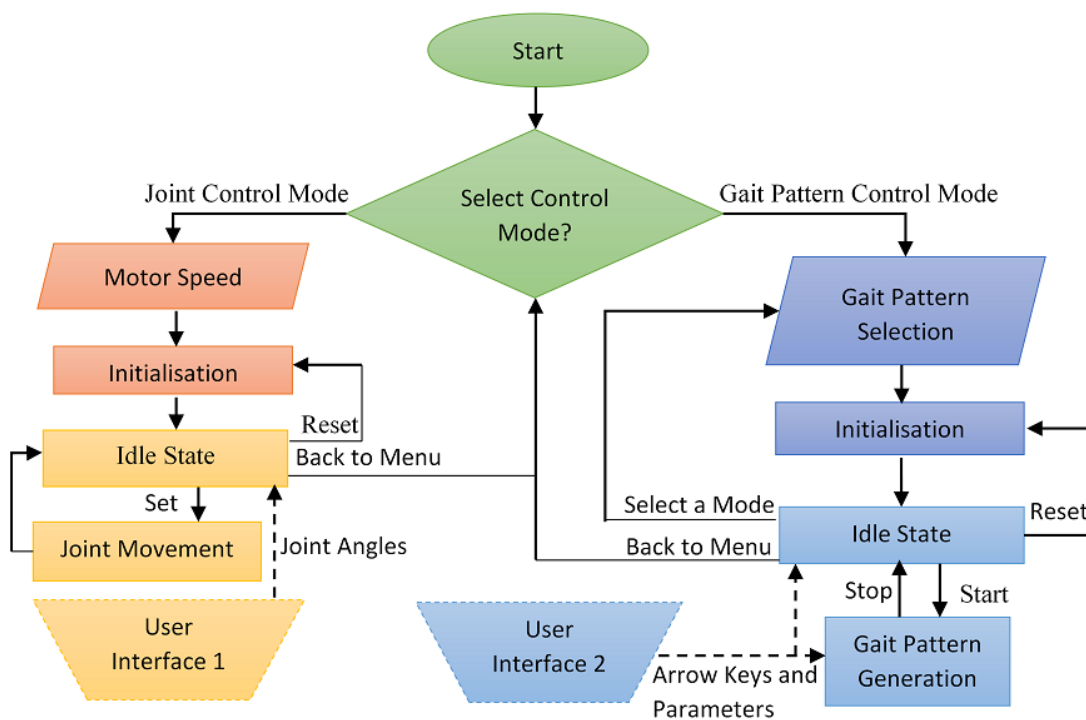 Start
Select Control
Mode?
Joint Control Mode
Gait Pattern Control Mode
Motor Speed
Initialisation
Reset
Idle State
Back to Menu
Set
Joint Movement
Joint Angles
User
Interface 1
Gait Pattern
Selection
Initialisation
Select a Mode
Idle State
Reset
Back to Menu
Stop
Start
User
Interface 2
Gait Pattern
Generation
Arrow Keys and
Parameters